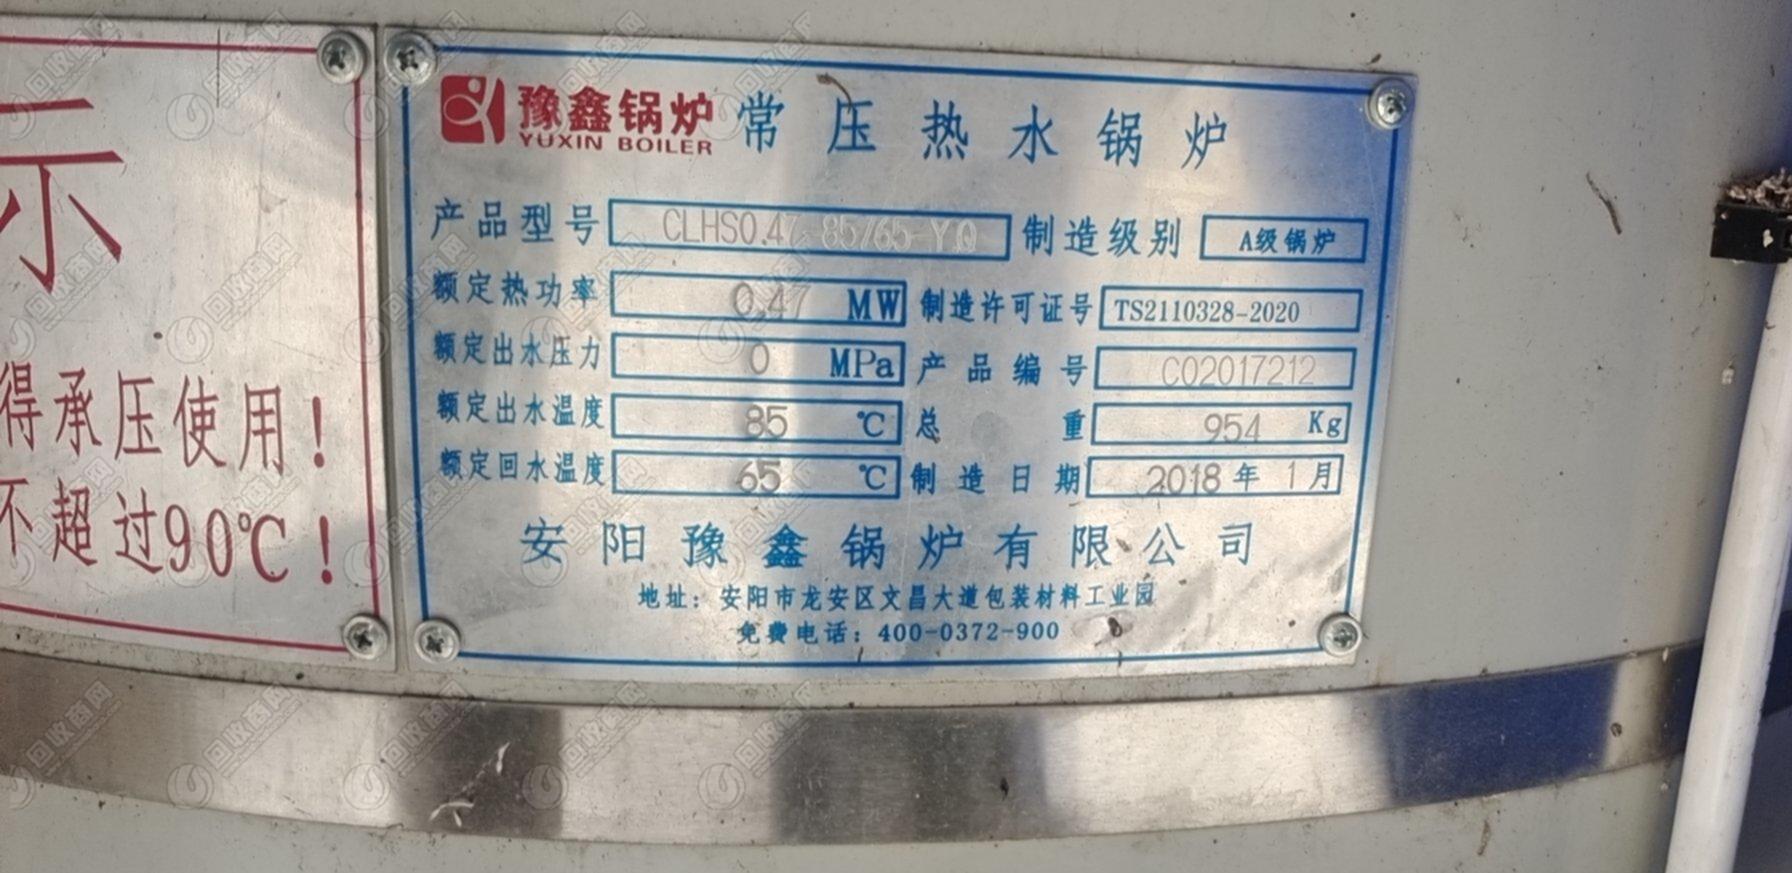 示
得承压使用！
不超过90℃！
豫鑫锅炉 常压热水锅炉
YUXIN BOILER
产品型号 CLHS0.47-85/65-Y.Q 制造级别 A级锅炉
额定热功率 0.47 MW 制造许可证号 TS2110328-2020
额定出水压力 0 MPa 产品编号 C02017212
额定出水温度 85 ℃ 总重 954 Kg
额定回水温度 65 ℃ 制造日期 2018年1月
安阳豫鑫锅炉有限公司
地址：安阳市龙安区文昌大道包装材料工业园
免费电话：400-0372-900
回收商网